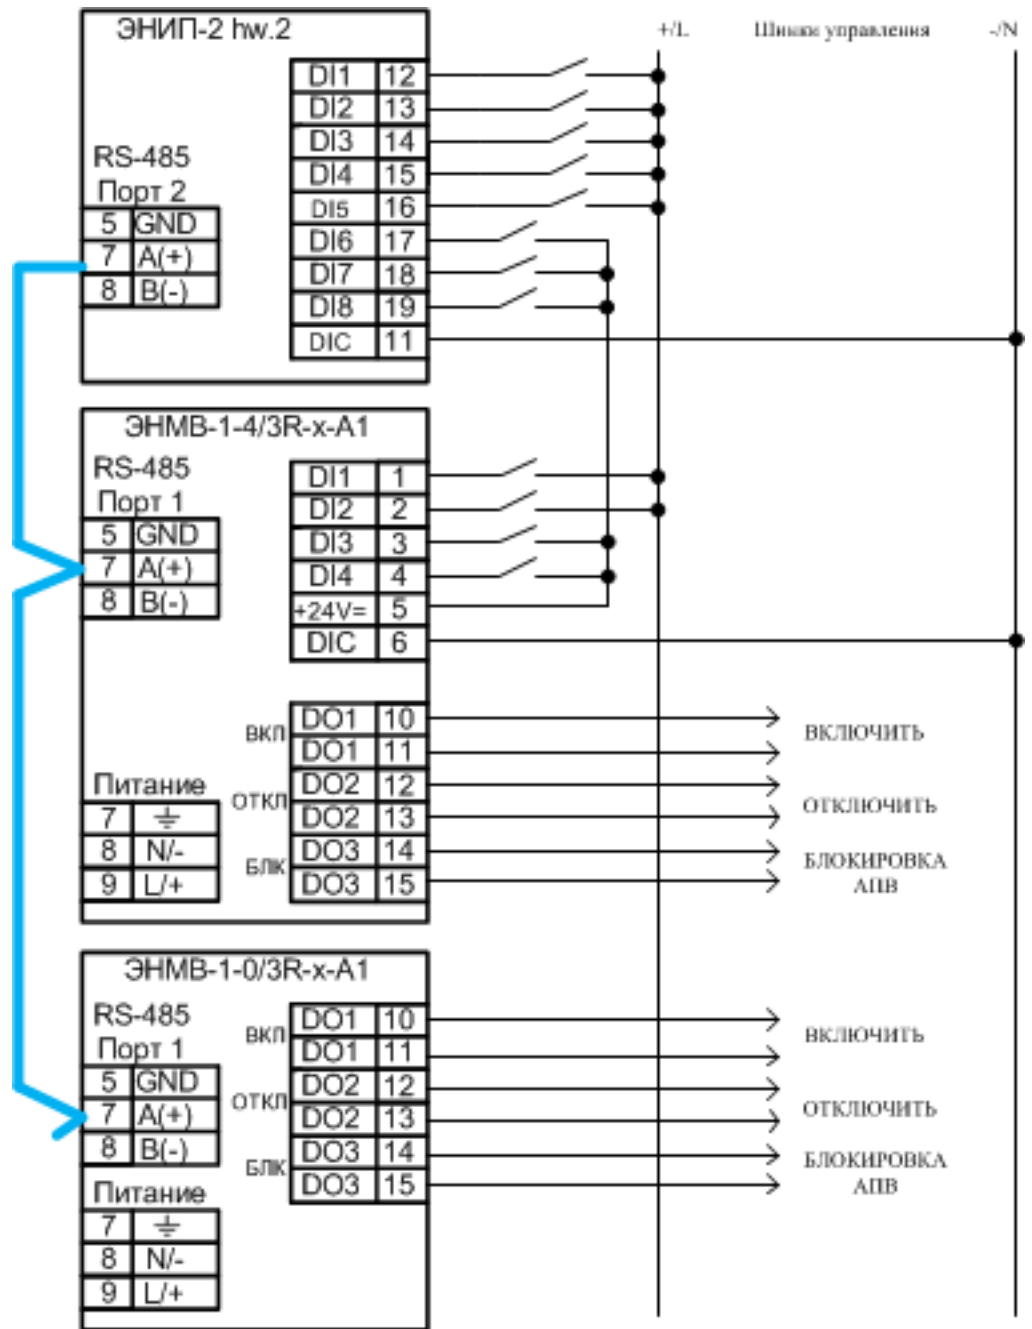 ЭНИП-2 hw.2
+/L Шинки управления -/N
DI1 12
DI2 13
DI3 14
DI4 15
DI5 16
DI6 17
DI7 18
DI8 19
DIC 11
RS-485
Порт 2
5 GND
7 A(+)
8 B(-)
ЭНМВ-1-4/3R-x-A1
RS-485
Порт 1
5 GND
7 A(+)
8 B(-)
DI1 1
DI2 2
DI3 3
DI4 4
+24V= 5
DIC 6
ВКЛ
DO1 10
DO1 11
ВКЛЮЧИТЬ
ОТКЛ
DO2 12
DO2 13
ОТКЛЮЧИТЬ
БЛК
DO3 14
DO3 15
БЛОКИРОВКА
АПВ
Питание
7
8 N/-
9 L/+
ЭНМВ-1-0/3R-x-A1
RS-485
Порт 1
5 GND
7 A(+)
8 B(-)
ВКЛ
DO1 10
DO1 11
ВКЛЮЧИТЬ
ОТКЛ
DO2 12
DO2 13
ОТКЛЮЧИТЬ
БЛК
DO3 14
DO3 15
БЛОКИРОВКА
АПВ
Питание
7
8 N/-
9 L/+